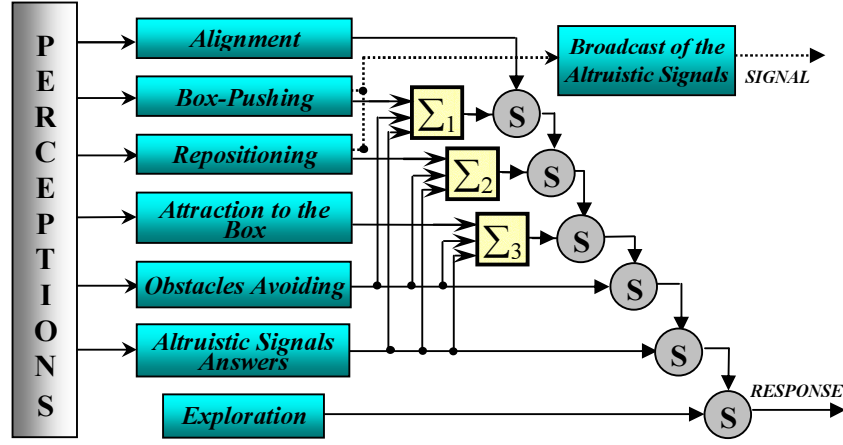 PERCEPTIONS
Alignment
Broadcast of the
Altruistic Signals
SIGNAL
Box-Pushing
∑1
S
Repositioning
∑2
S
Attraction to the
Box
∑3
S
Obstacles Avoiding
S
Altruistic Signals
Answers
S
Exploration
S
RESPONSE